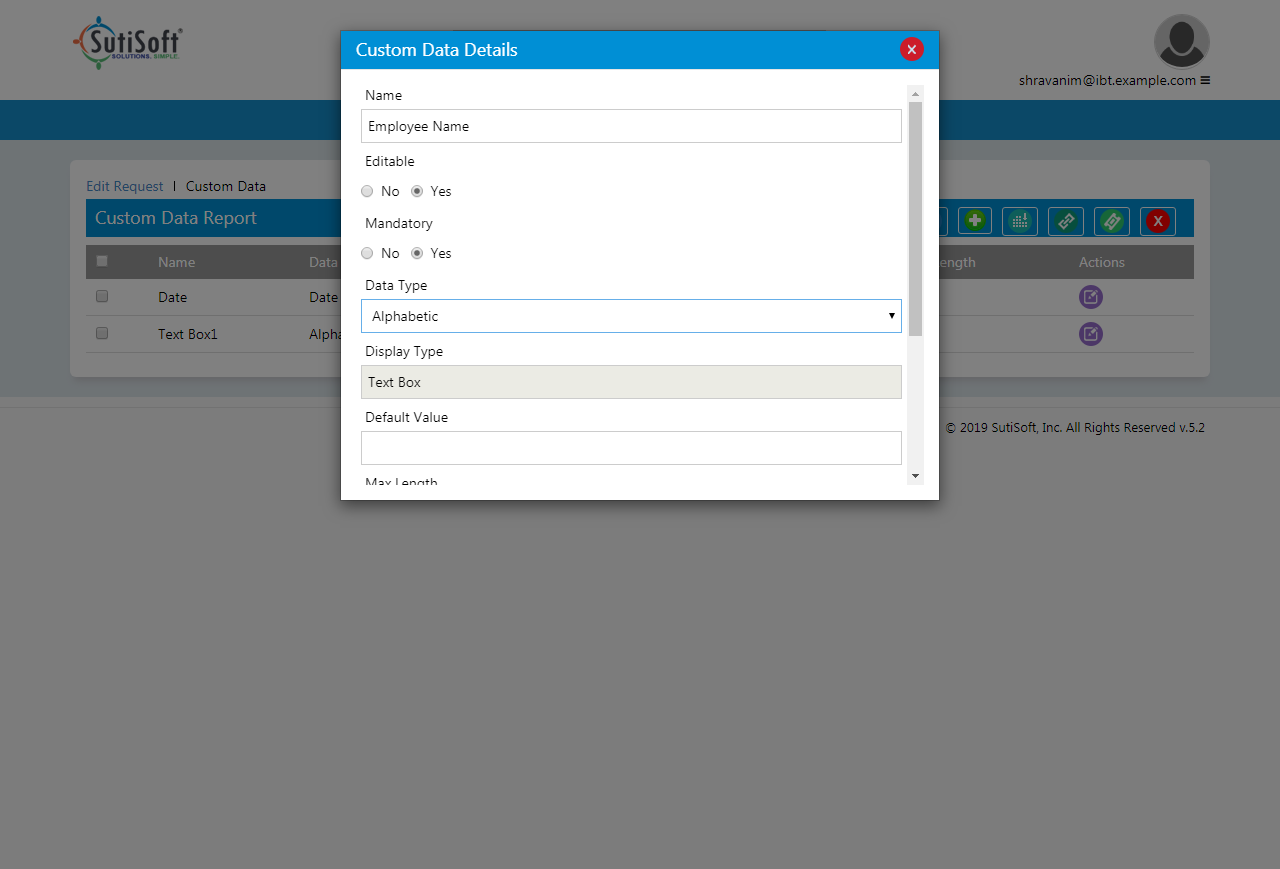 SutiSoft®
SOLUTIONS. SIMPLE.
shravanim@ibt.example.com
Custom Data Details
X
Name
Employee Name
Editable
No Yes
Mandatory
No Yes
Data Type
Alphabetic
Display Type
Text Box
Default Value
Max Length
Edit Request | Custom Data
Custom Data Report
X
Name Data ength Actions
Date Date
Text Box1 Alpha
© 2019 SutiSoft, Inc. All Rights Reserved v.5.2